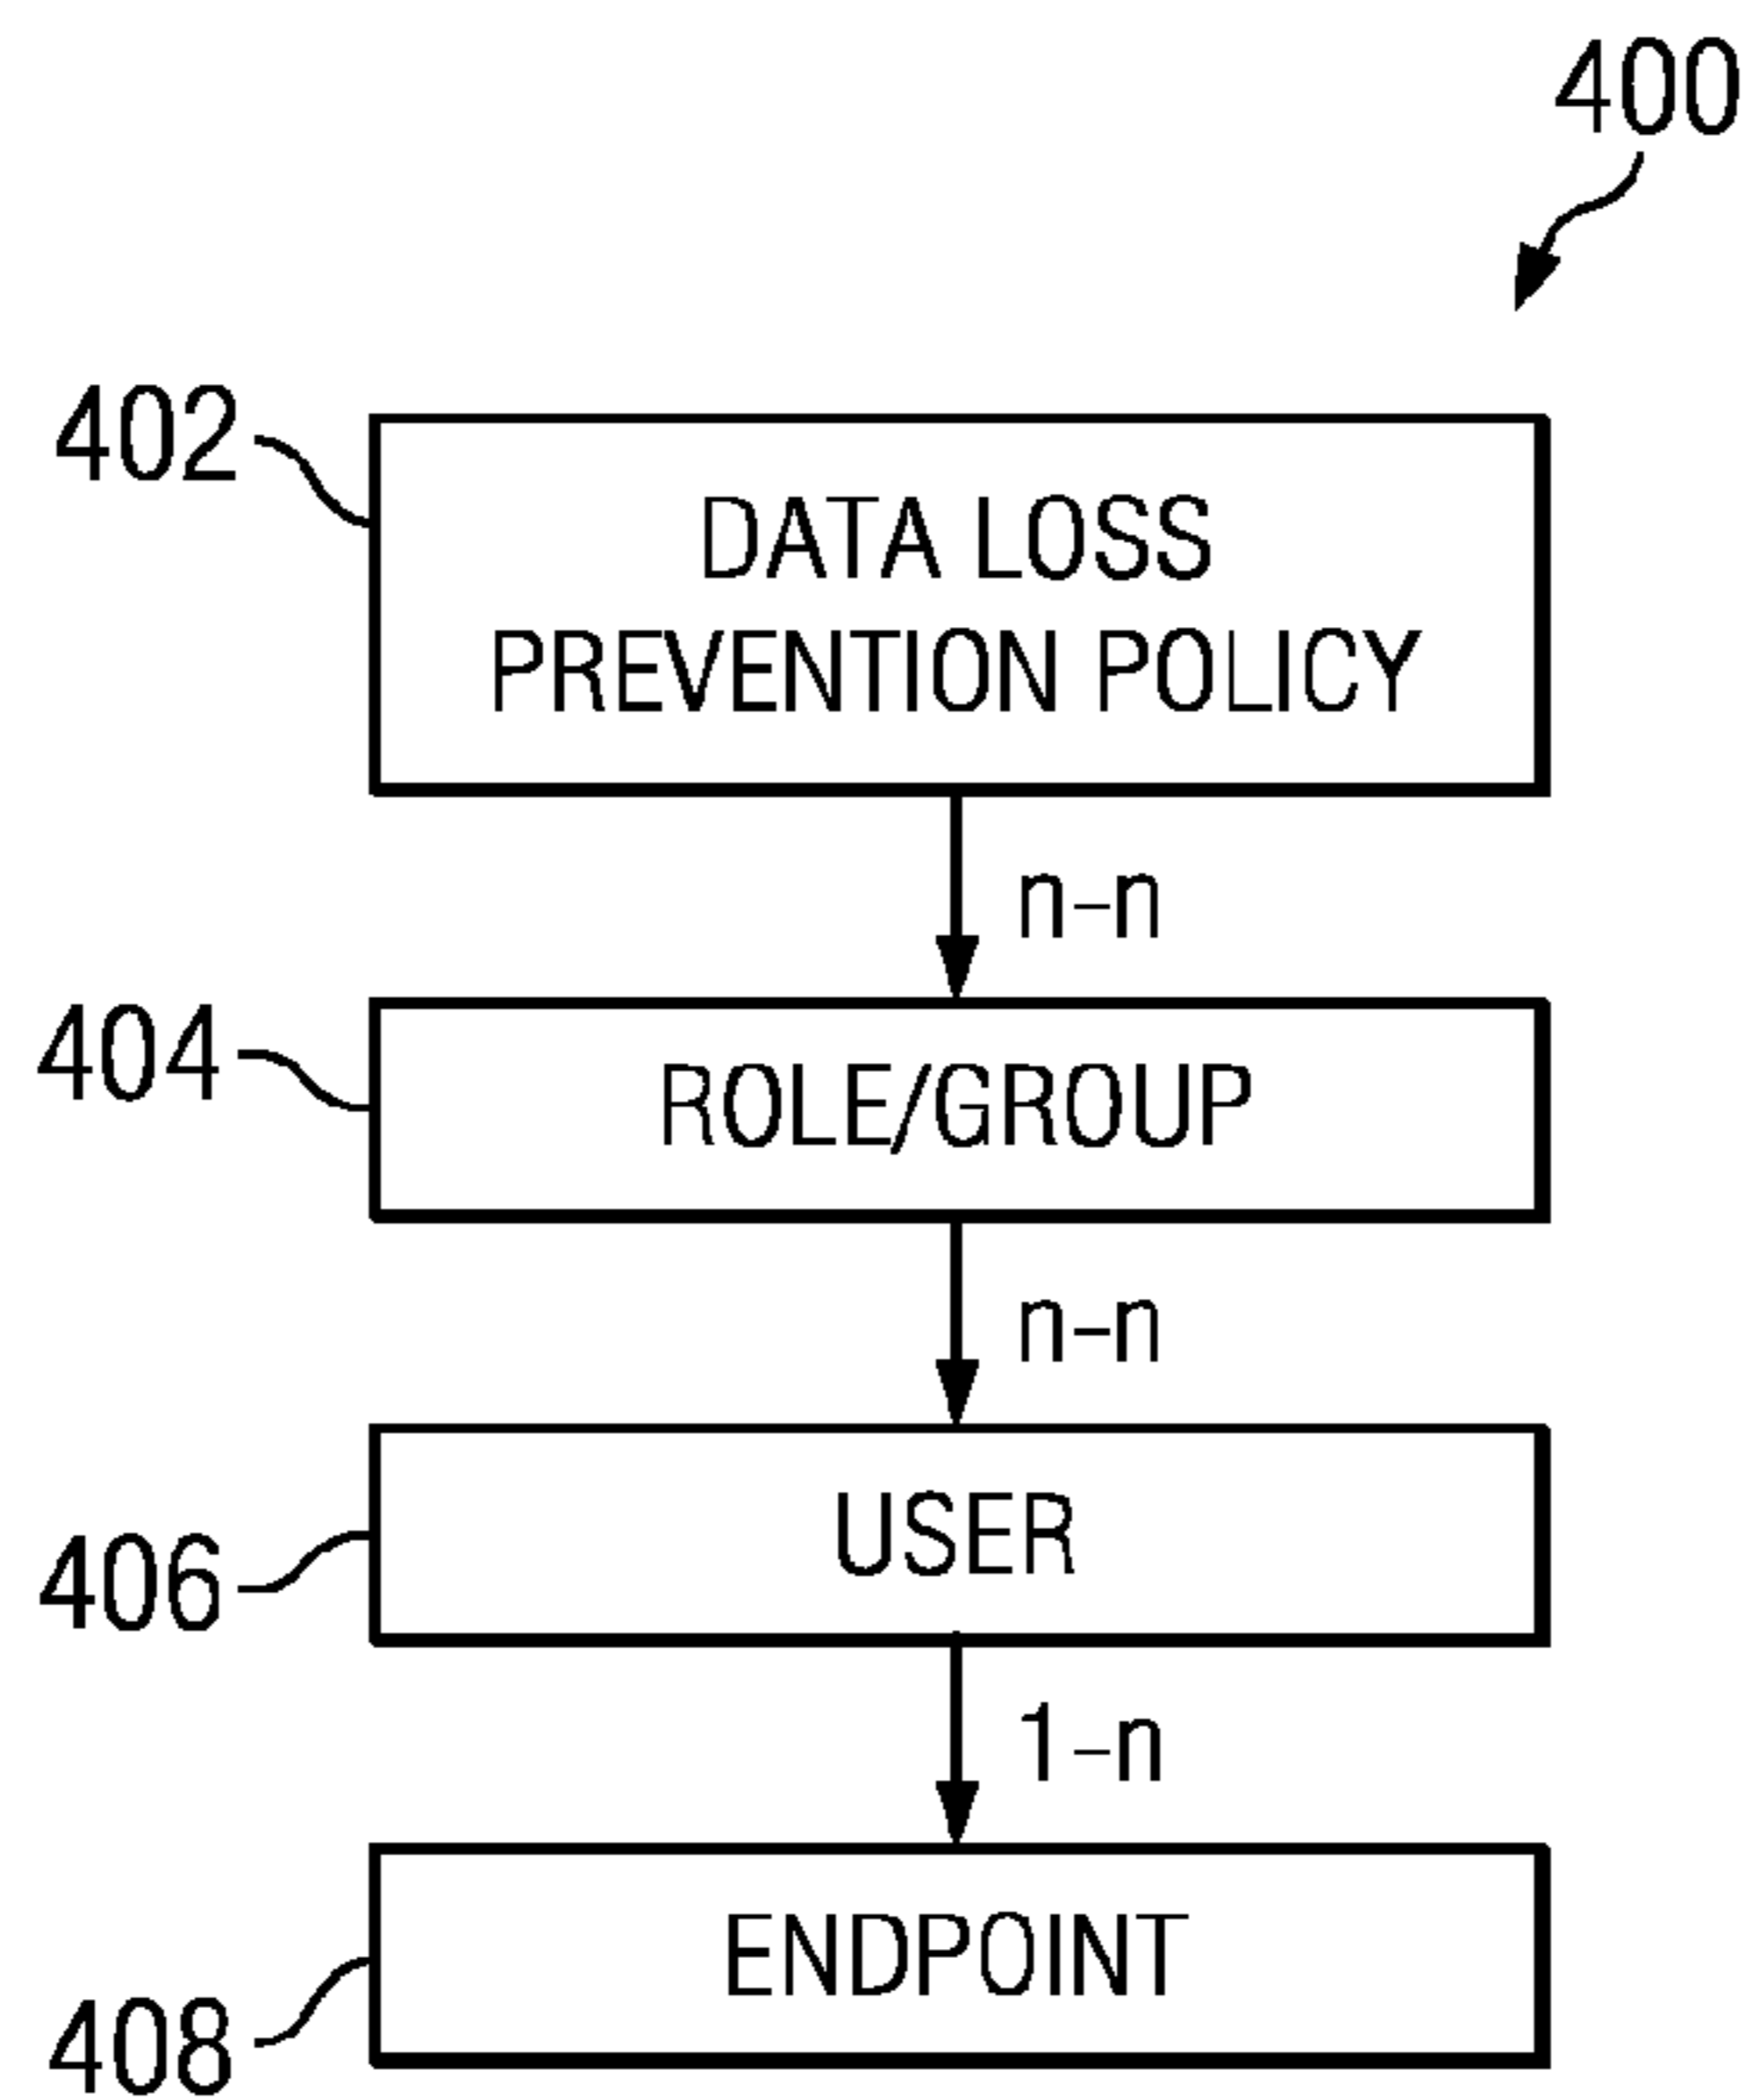 400
402
DATA LOSS
PREVENTION POLICY
n-n
404
ROLE/GROUP
n-n
406
USER
1-n
408
ENDPOINT